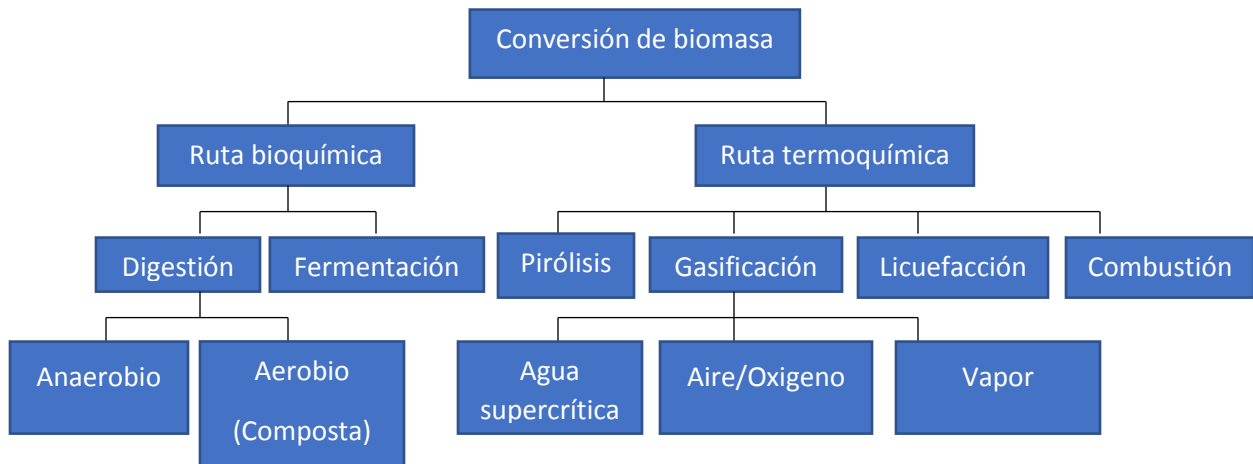 Conversión de biomasa
Ruta bioquímica
Ruta termoquímica
Digestión
Fermentación
Pirólisis
Gasificación
Licuefacción
Combustión
Anaerobio
Aerobio
(Composta)
Agua
supercrítica
Aire/Oxigeno
Vapor